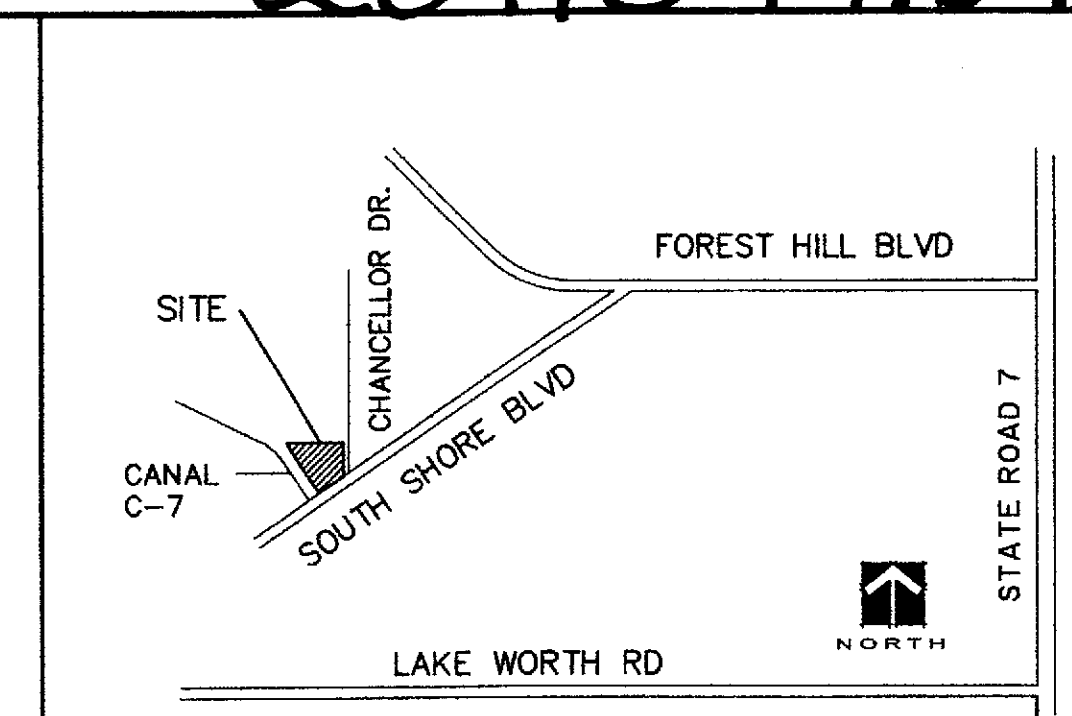 FOREST HILL BLVD
CHANCELLOR DR.
SITE
SOUTH SHORE BLVD
STATE ROAD 7
CANAL
C-7
NORTH
LAKE WORTH RD